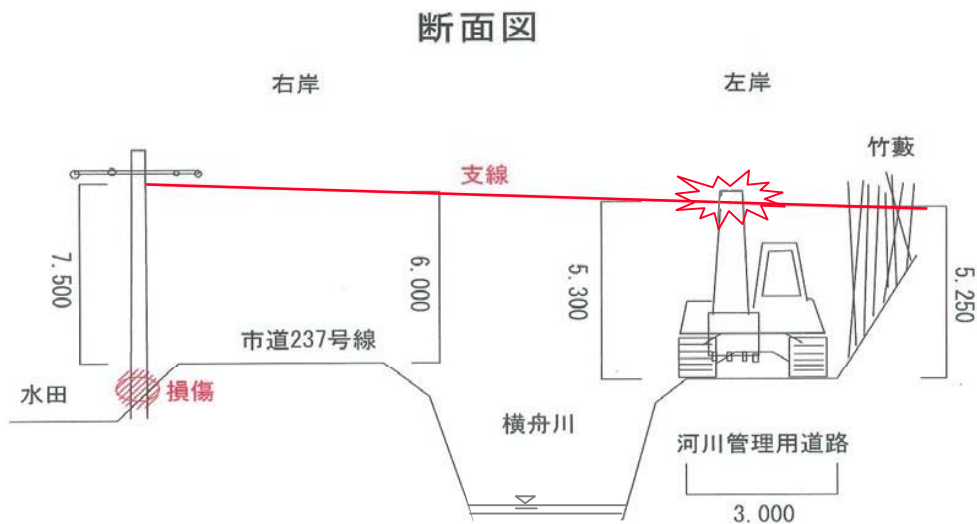 断面図
右岸
左岸
竹藪
支線
7.500
6.000
5.300
5.250
市道237号線
水田
損傷
横舟川
河川管理用道路
3.000